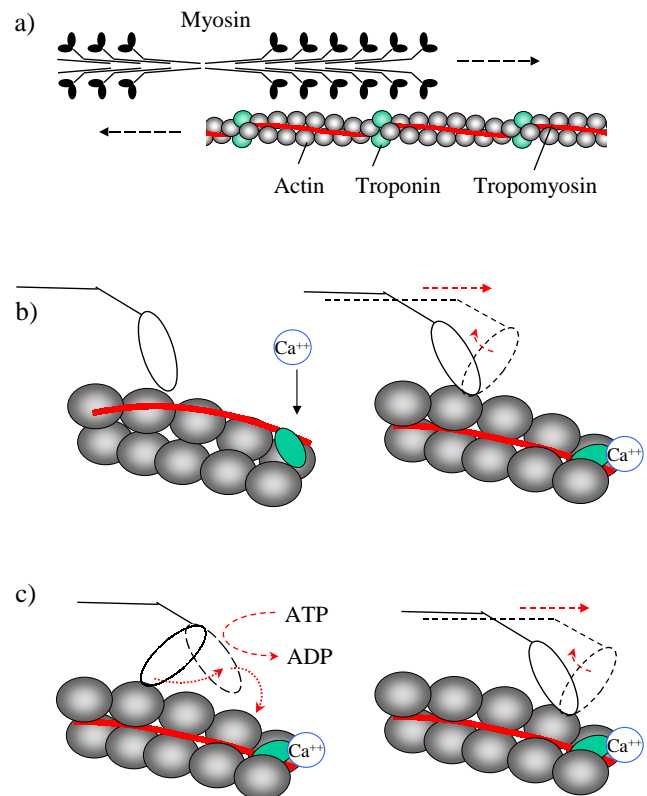 a)
Myosin
Actin Troponin Tropomyosin
b)
Ca++
Ca++
c)
ATP
ADP
Ca++
Ca++